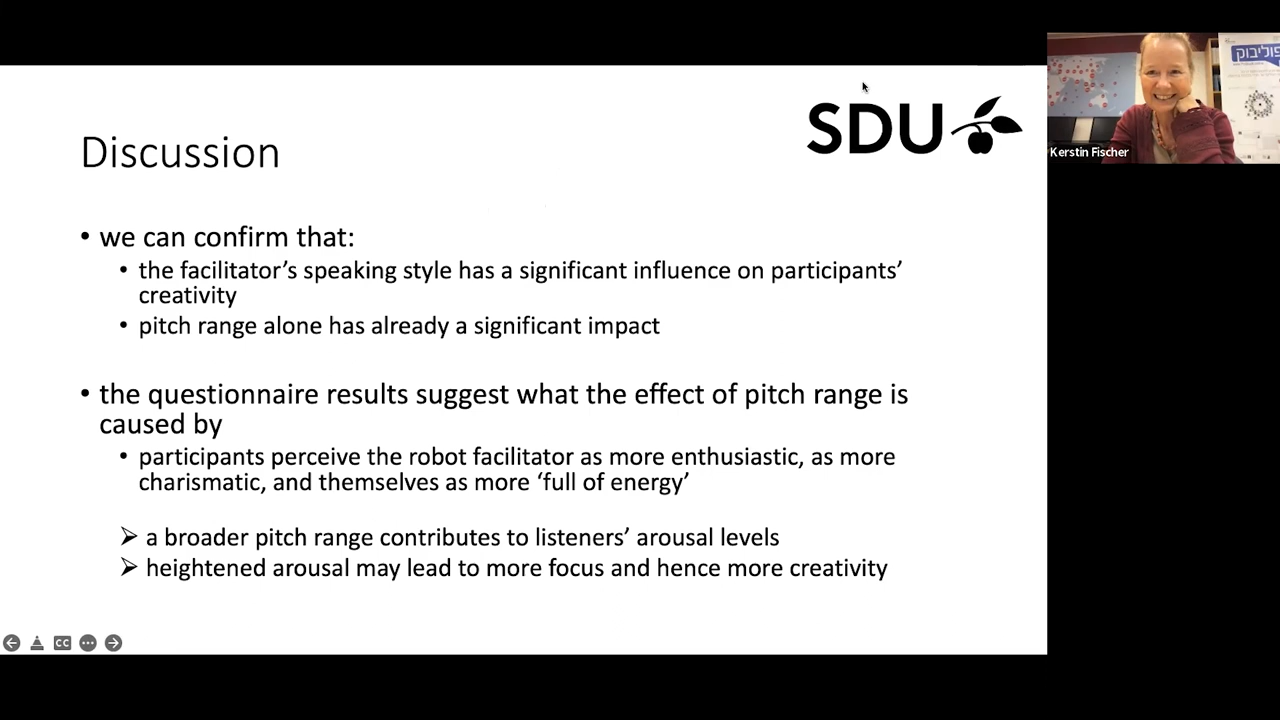 SDU
Discussion
• we can confirm that:
• the facilitator's speaking style has a significant influence on participants'
creativity
• pitch range alone has already a significant impact
• the questionnaire results suggest what the effect of pitch range is
caused by
• participants perceive the robot facilitator as more enthusiastic, as more
charismatic, and themselves as more 'full of energy'
➢ a broader pitch range contributes to listeners' arousal levels
➢ heightened arousal may lead to more focus and hence more creativity
CC
פוליבוק
Kerstin Fischer